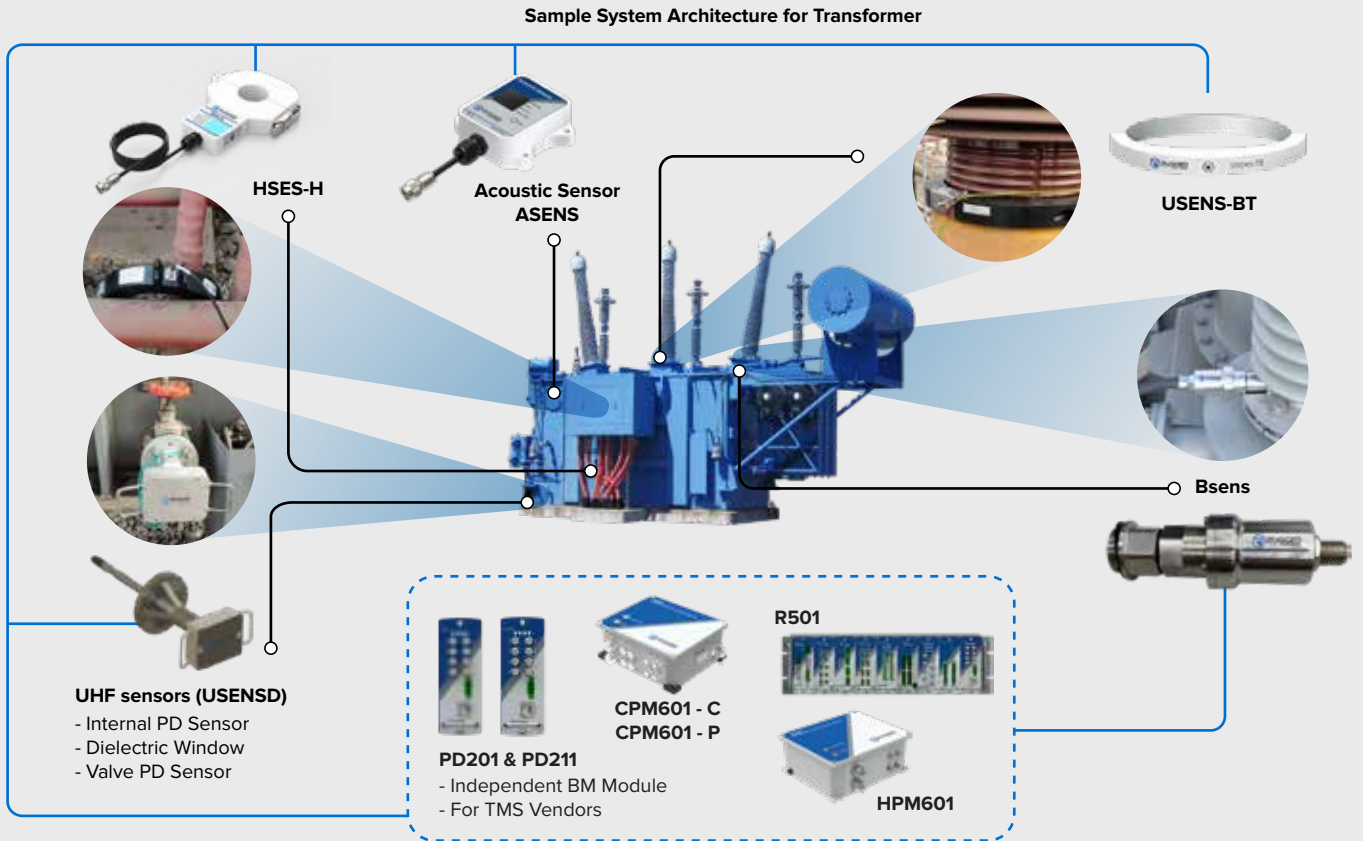 Sample System Architecture for Transformer
HSES-H
Acoustic Sensor
ASENS
USENS-BT
Bsens
UHF sensors (USENSD)
- Internal PD Sensor
- Dielectric Window
- Valve PD Sensor
PD201 & PD211
- Independent BM Module
- For TMS Vendors
CPM601 - C
CPM601 - P
R501
HPM601